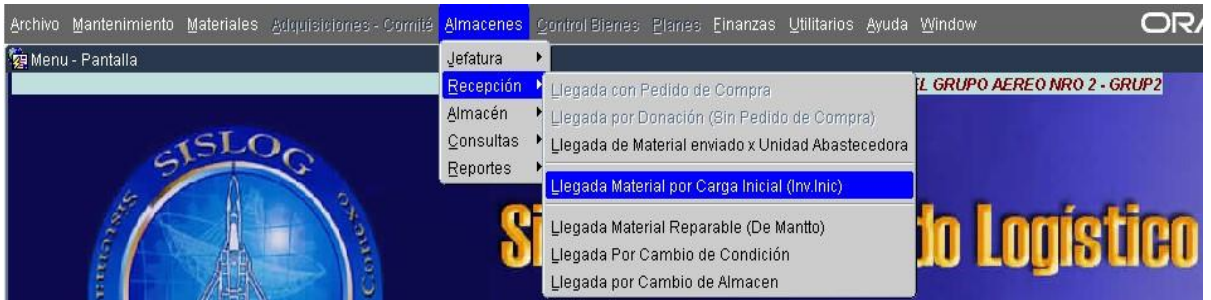 Archivo Mantenimiento Materiales Adquisiciones - Comité Almacenes Control Bienes Planes Finanzas Utilitarios Ayuda Window
Menu - Pantalla
EL GRUPO AEREO NRO 2 - GRUP2
Jefatura
Recepción
Almacén
Consultas
Reportes
Llegada con Pedido de Compra
Llegada por Donación (Sin Pedido de Compra)
Llegada de Material enviado x Unidad Abastecedora
Llegada Material por Carga Inicial (Inv.Inic)
Llegada Material Reparable (De Mantto)
Llegada Por Cambio de Condición
Llegada por Cambio de Almacen
SISLOG
Si
do Logístico